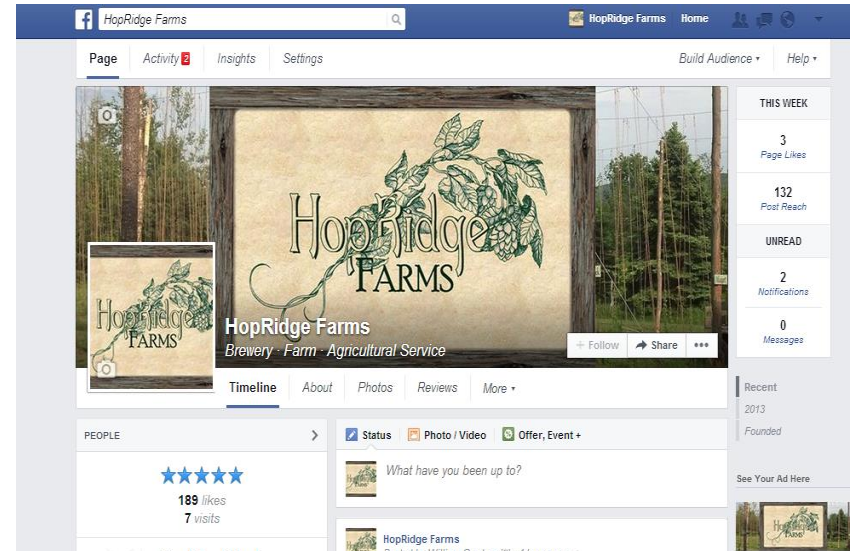 HopRidge Farms
HopRidge Farms Home
Page Activity 2 Insights Settings
Build Audience Help
HopRidge
FARMS
HopRidge
FARMS
HopRidge Farms
Brewery · Farm · Agricultural Service
+ Follow Share •••
Timeline About Photos Reviews More
THIS WEEK
3
Page Likes
132
Post Reach
UNREAD
2
Notifications
0
Messages
Recent
2013
Founded
See Your Ad Here
PEOPLE
189 likes
7 visits
Status Photo / Video Offer, Event +
What have you been up to?
HopRidge Farms